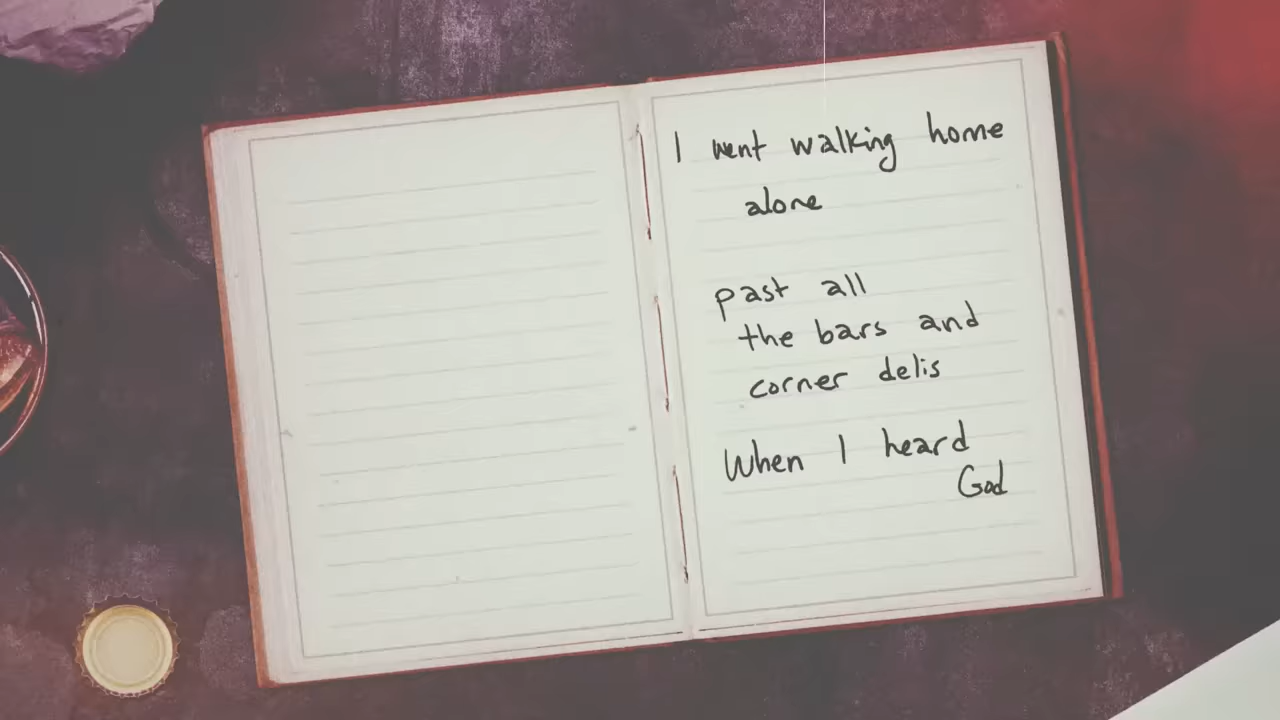 I went walking home
alone
past all
the bars and
corner delis
When I heard
God